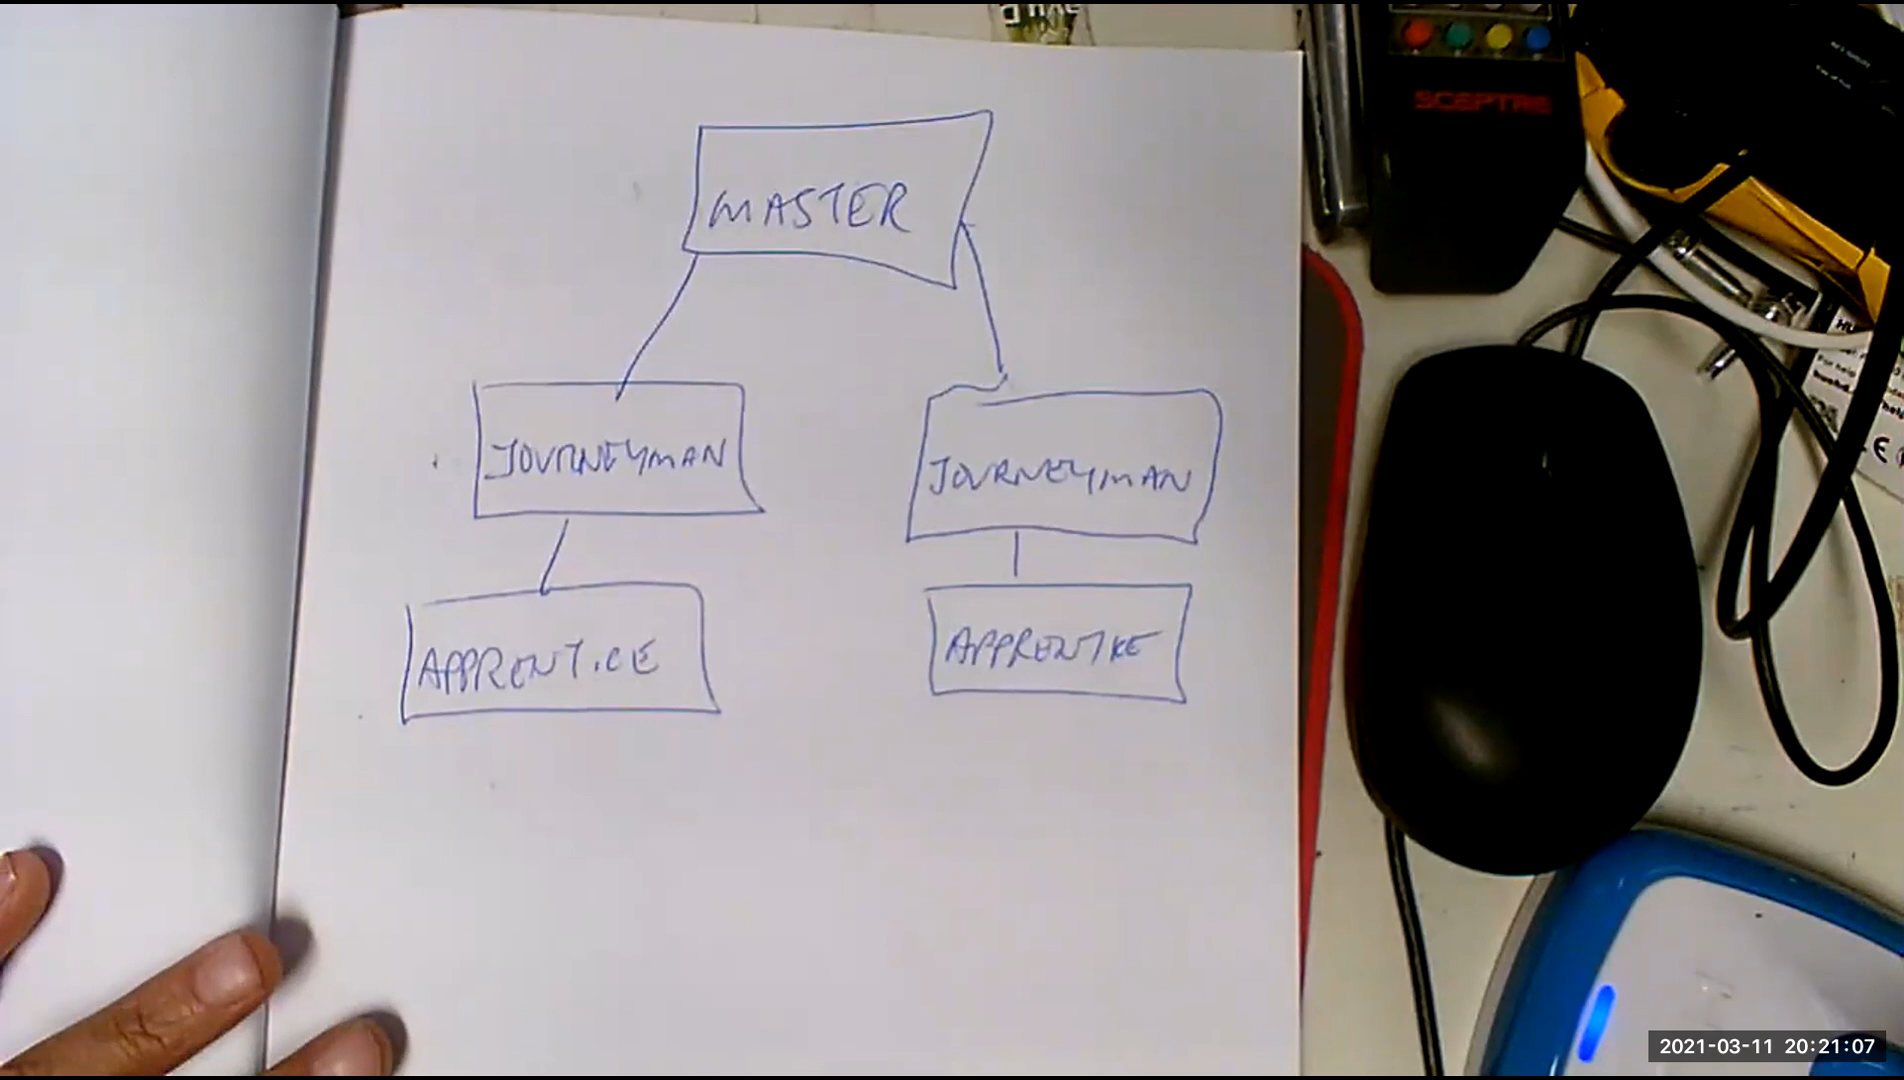 MASTER
JOURNEYMAN
JOURNEYMAN
APPRENTICE
APPRENTICE
SCEPTRE
2021-03-11 20:21:07